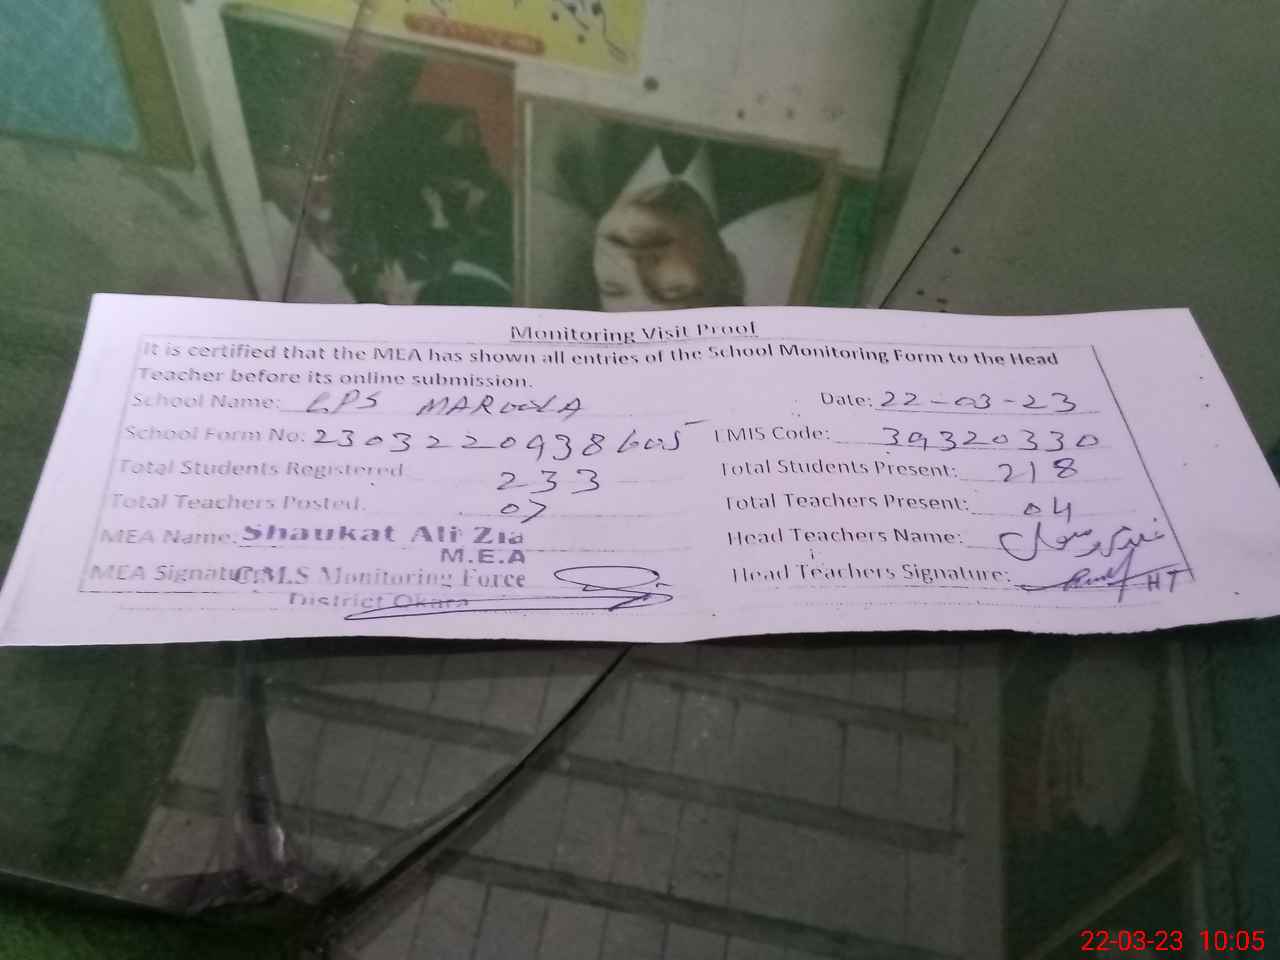 Monitoring Visit Proof
It is certified that the MEA has shown all entries of the School Monitoring Form to the Head
Teacher before its online submission.
School Name: GPS MAROLA Date: 22-03-23
School Form No: 2303220938605 EMIS Code: 39320330
Total Students Registered 233 Total Students Present: 218
Total Teachers Posted. 07 Total Teachers Present: 04
MEA Name: Shaukat Ali Zia Head Teachers Name:
M.E.A
MEA Signature: C.M.S Monitoring Force Head Teachers Signature: HT
District Okara
22-03-23 10:05